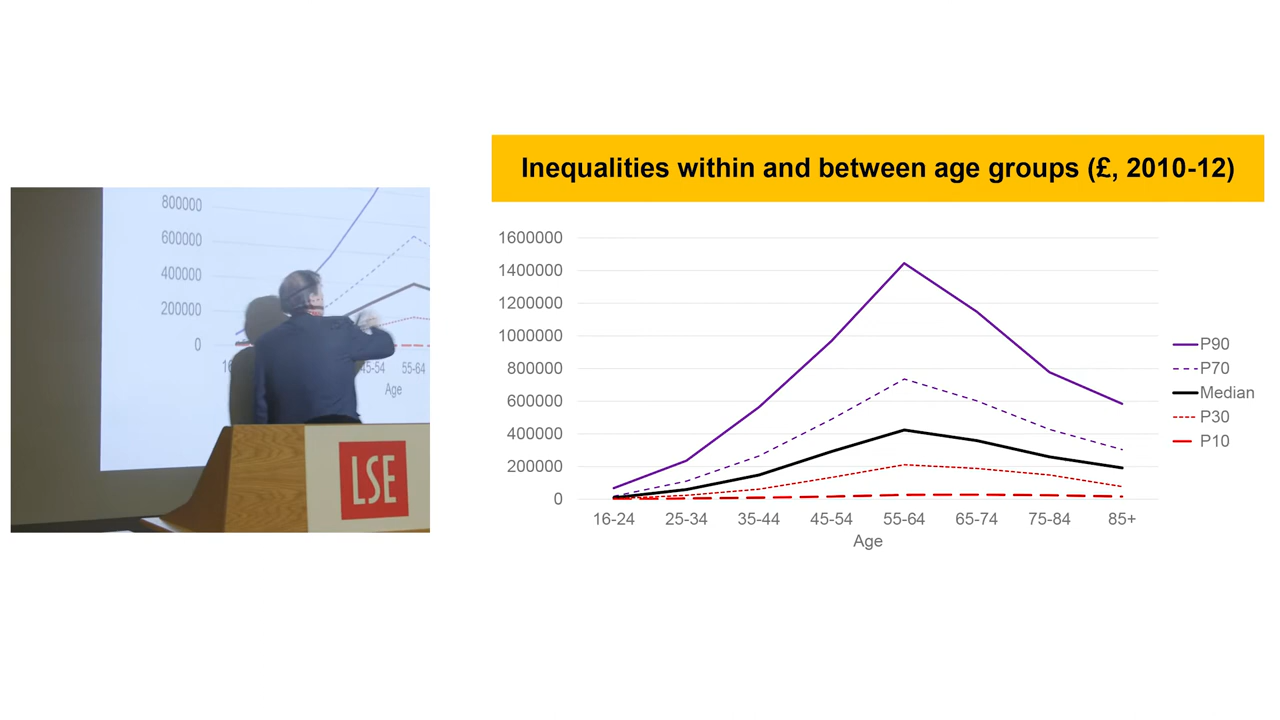 Inequalities within and between age groups (£, 2010-12)
800000
600000
400000
200000
0
45-54 55-64
Age
LSE
1600000
1400000
1200000
1000000
800000
600000
400000
200000
0
16-24 25-34 35-44 45-54 55-64 65-74 75-84 85+
Age
P90
P70
Median
P30
P10